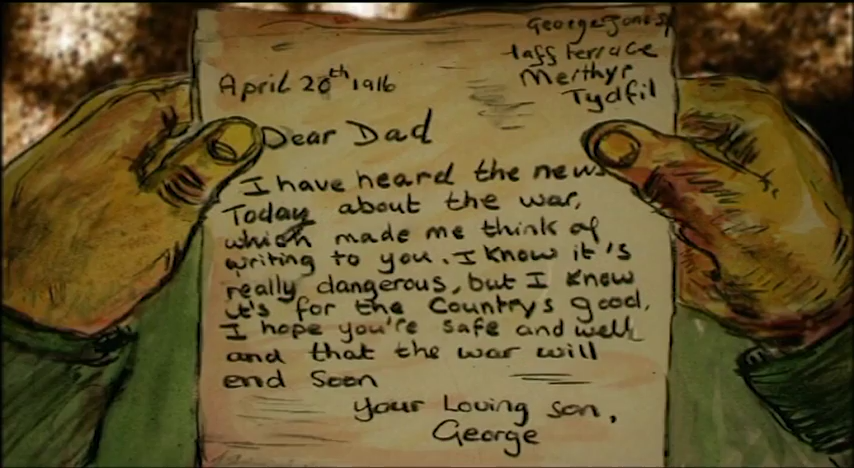 George Jones
Taff Terrace
Merthyr
Tydfil
April 20th 1916
Dear Dad
I have heard the news
Today about the war,
which made me think of
writing to you. I know it's
really dangerous, but I know
it's for the Countrys good.
I hope you're safe and well
and that the war will
end soon
your Loving son,
George